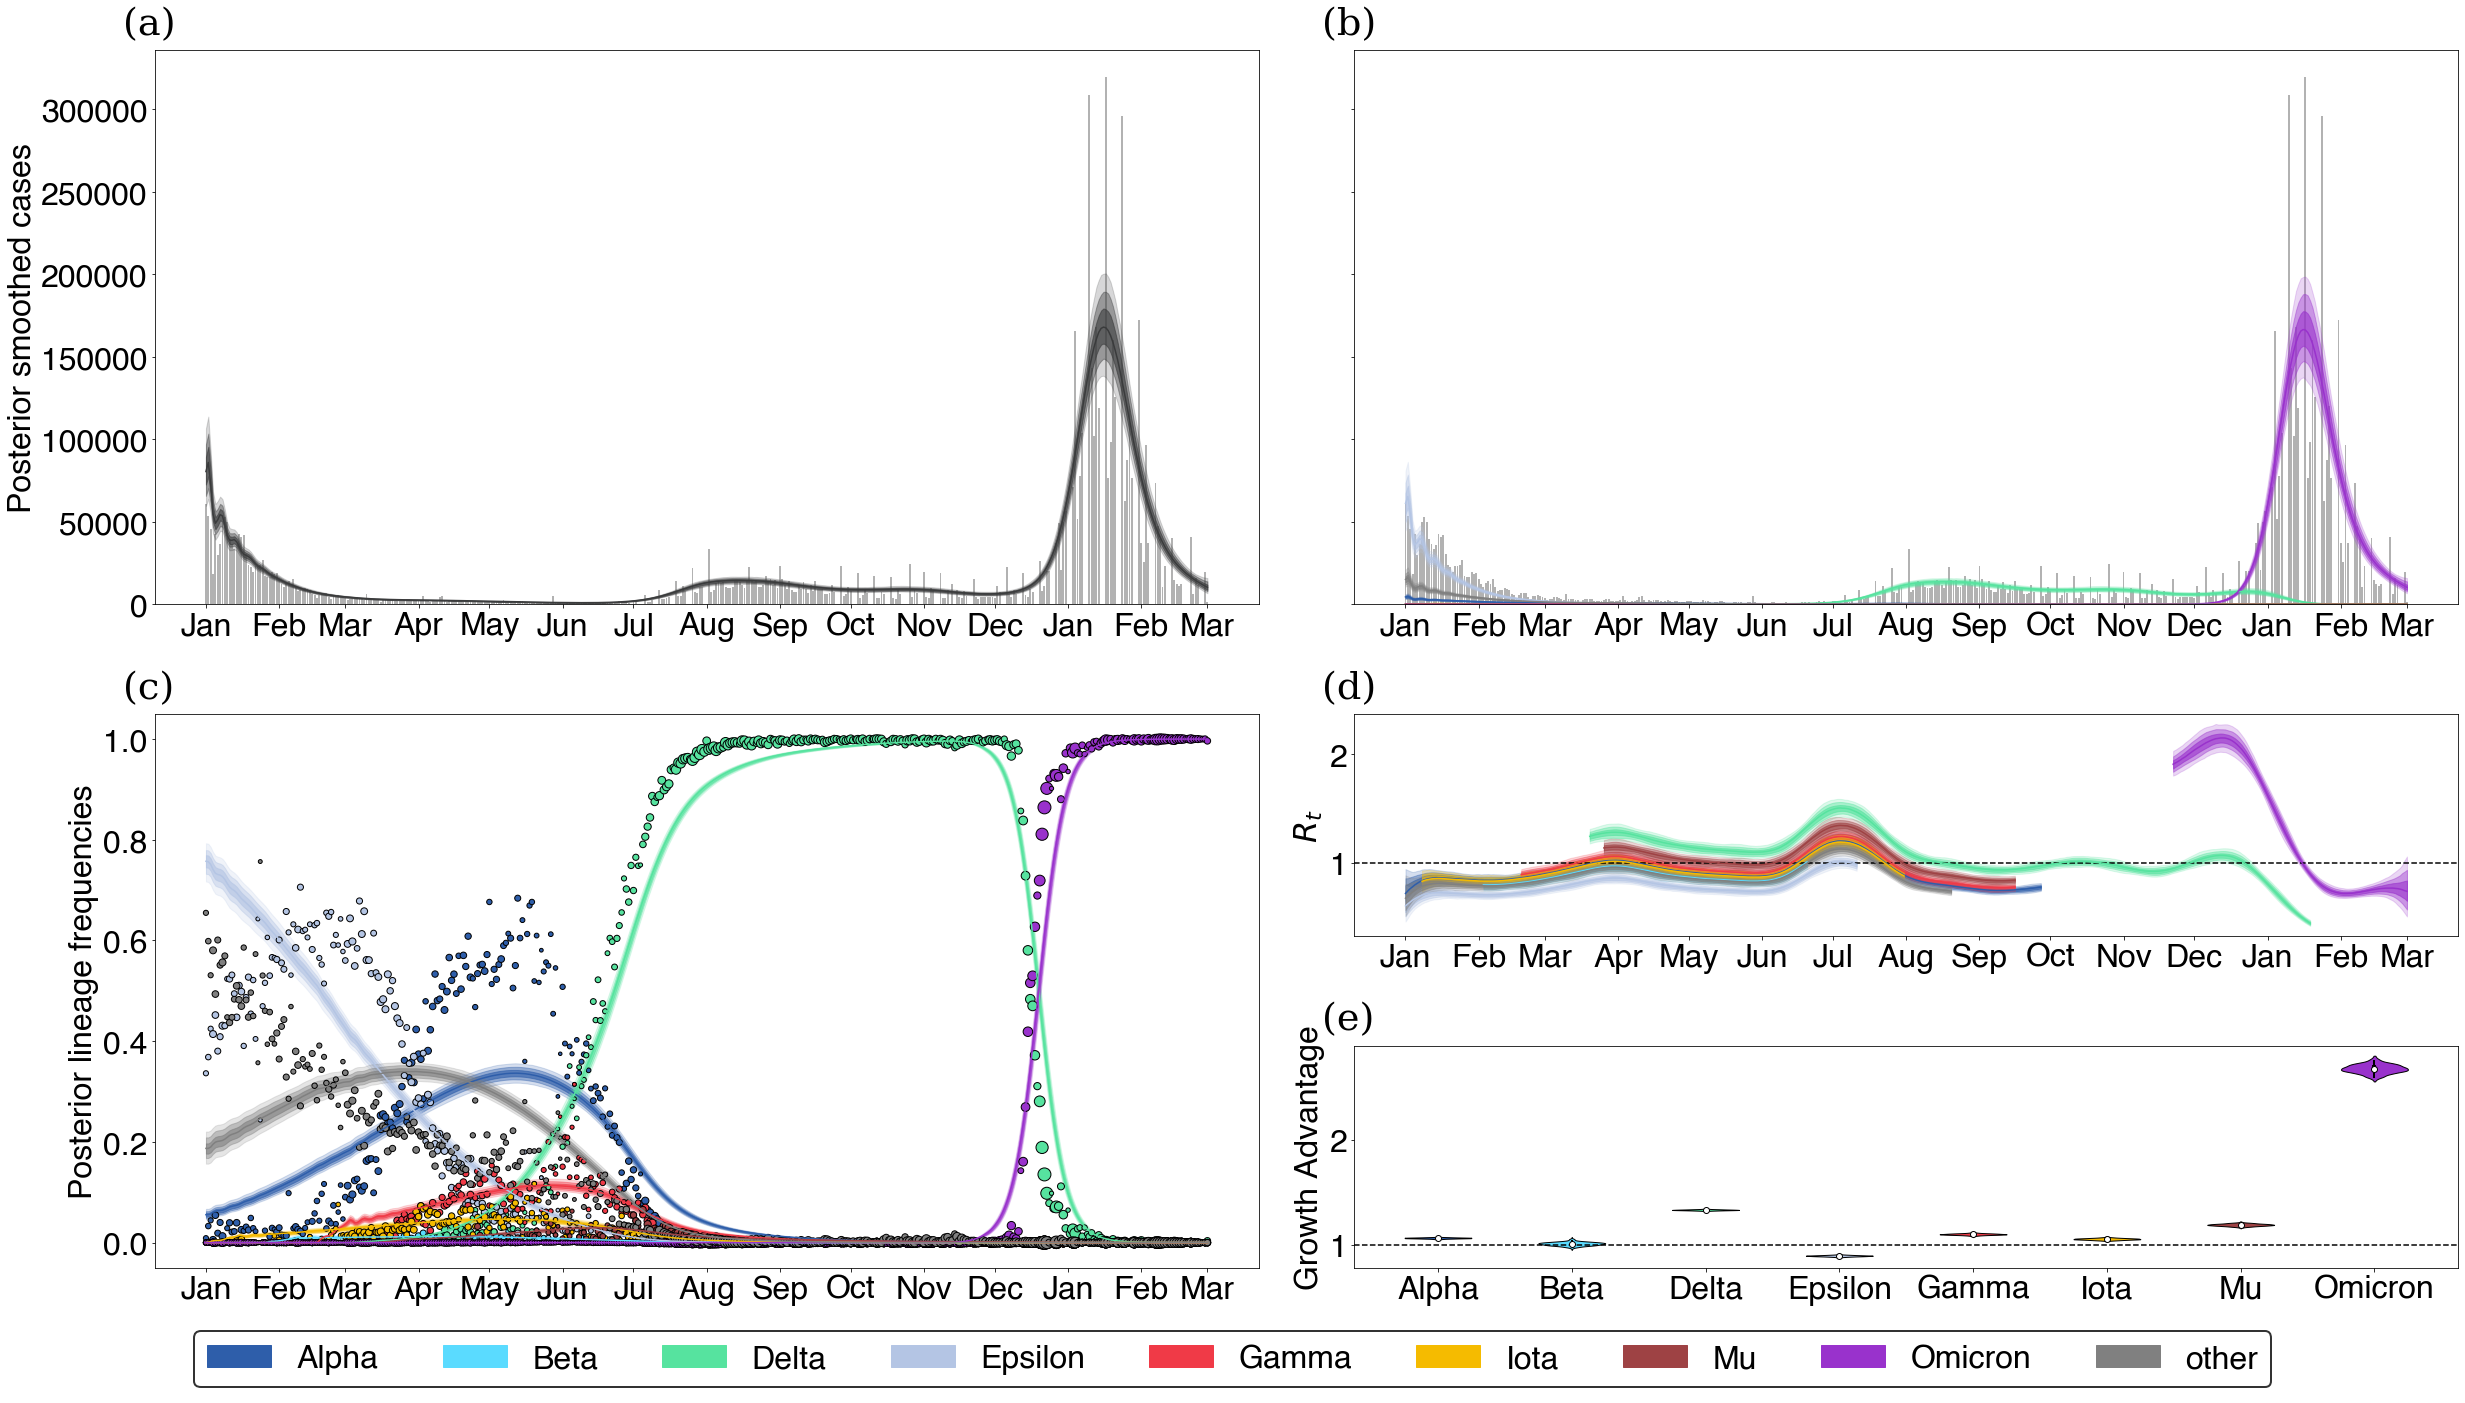 (a)
(b)
Posterior smoothed cases
300000
250000
200000
150000
100000
50000
0
Jan Feb Mar Apr May Jun Jul Aug Sep Oct Nov Dec Jan Feb Mar
Jan Feb Mar Apr May Jun Jul Aug Sep Oct Nov Dec Jan Feb Mar
(c)
Posterior lineage frequencies
1.0
0.8
0.6
0.4
0.2
0.0
Jan Feb Mar Apr May Jun Jul Aug Sep Oct Nov Dec Jan Feb Mar
(d)
Rt
2
1
Jan Feb Mar Apr May Jun Jul Aug Sep Oct Nov Dec Jan Feb Mar
(e)
Growth Advantage
2
1
Alpha Beta Delta Epsilon Gamma Iota Mu Omicron
Alpha Beta Delta Epsilon Gamma Iota Mu Omicron other